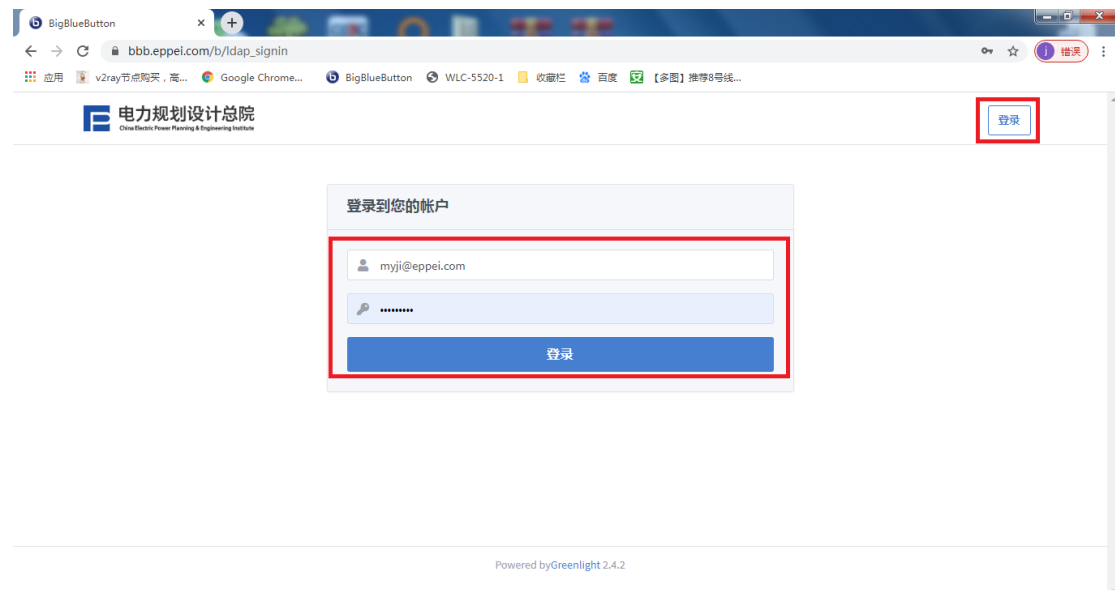 BigBlueButton
bbb.eppei.com/b/ldap_signin
j 错误
应用 v2ray节点购买，高... Google Chrome... BigBlueButton WLC-5520-1 收藏栏 百度 【多图】推荐8号线...
电力规划设计总院
China Electric Power Planning & Engineering Institute
登录
登录到您的帐户
myji@eppei.com
•••••••••
登录
Powered byGreenlight 2.4.2